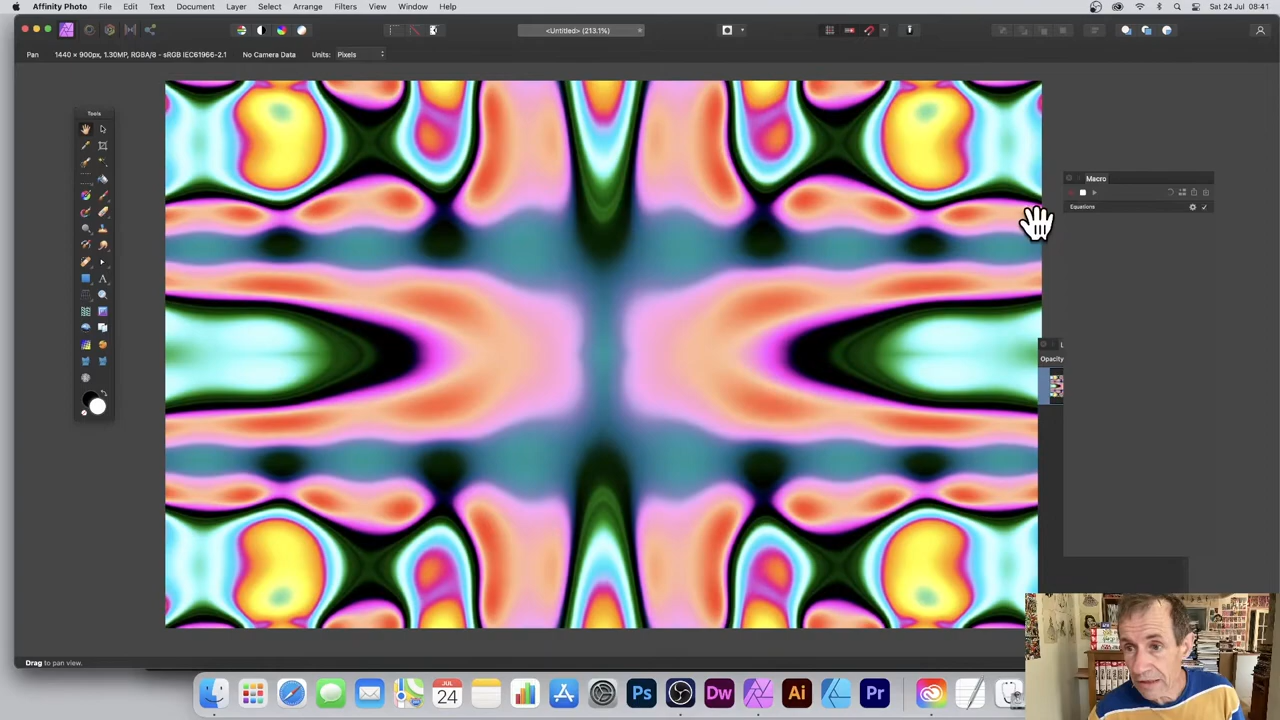 Affinity Photo File Edit Text Document Layer Select Arrange Filters View Window Help Sat 24 Jul 08:41
<Untitled> (213.1%)
Pan 1440 × 900px, 1.30MP, RGBA/8 - sRGB IEC61966-2.1 No Camera Data Units: Pixels
Tools
Macro
Equations
L
Opacity
A
JUL
24
Ps
Dw
Ai
Pr
Drag to pan view.